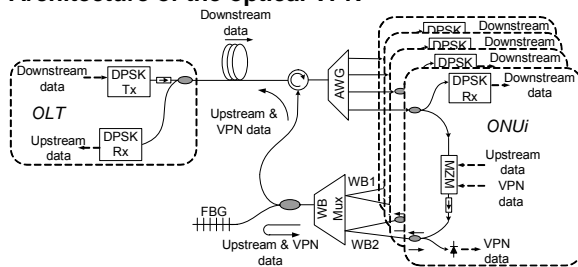 Architecture of the optical VPN
Downstream
data
Downstream
data
OLT
DPSK
Tx
DPSK
Rx
Upstream
data
Upstream &
VPN data
AWG
DPSK
Downstream
DPSK
Downstream
DPSK
Downstream
DPSK
Rx
Downstream
data
ONUi
MZM
Upstream
data
VPN
data
VPN
data
FBG
WB
Mux
WB1
WB2
Upstream & VPN
data